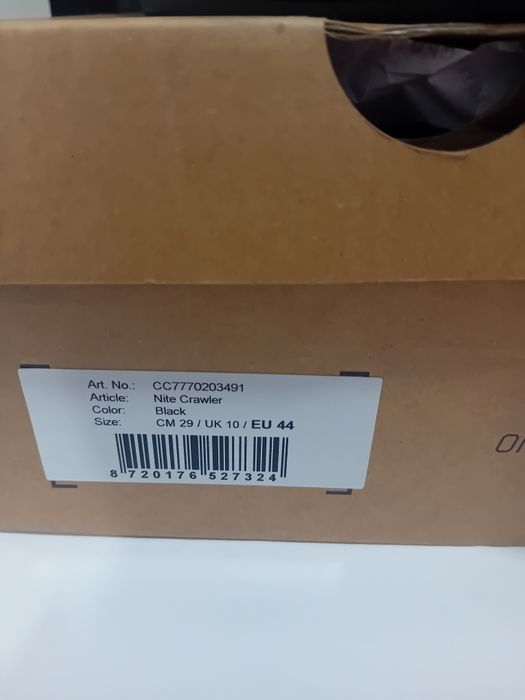 Art. No.: CC7770203491
Article: Nite Crawler
Color: Black
Size: CM 29 / UK 10 / EU 44
8 720176 527324